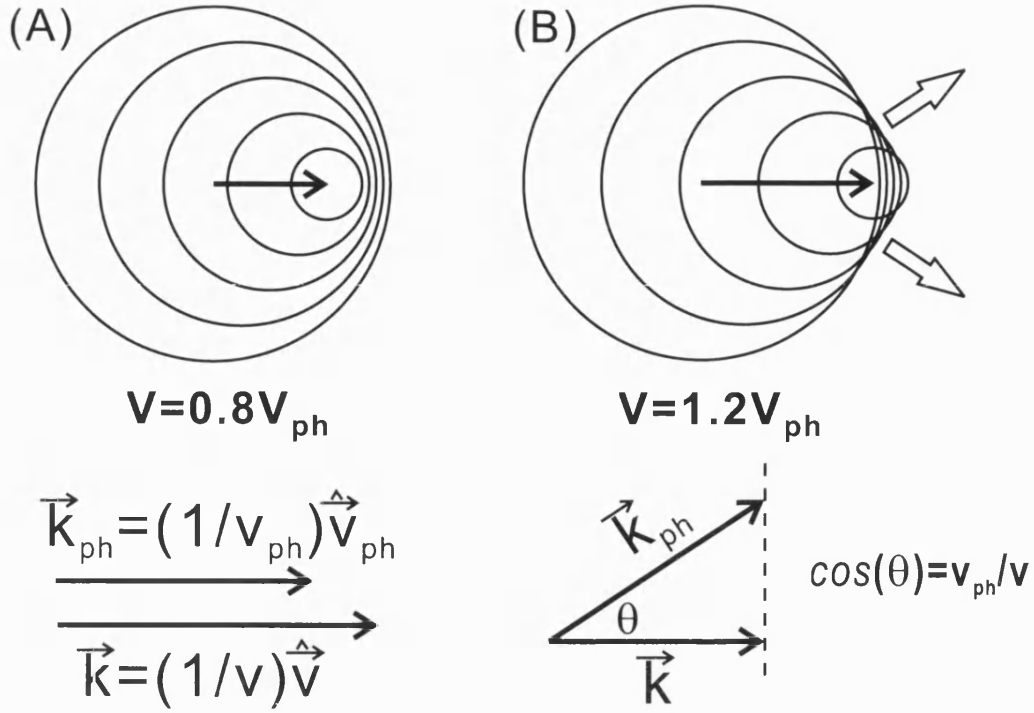 (A)
(B)
V=0.8V_ph
V=1.2V_ph
k⃗_ph=(1/v_ph)v̂⃗_ph
k⃗=(1/v)v̂⃗
k⃗_ph
θ
k⃗
cos(θ)=v_ph/v